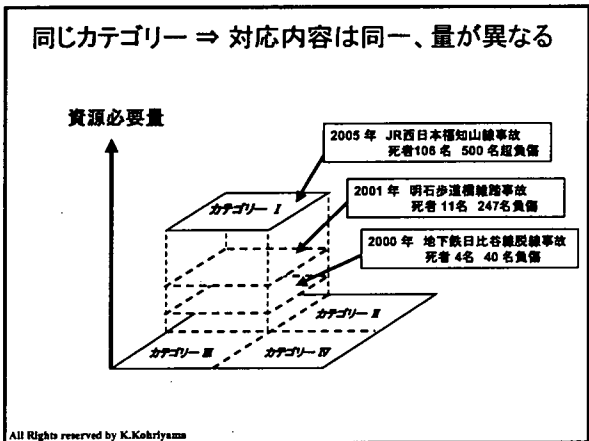 同じカテゴリー ⇒ 対応内容は同一、量が異なる
資源必要量
2005 年 JR西日本福知山線事故
死者106 名 500 名超負傷
2001 年 明石歩道橋雑踏事故
死者 11名 247名負傷
2000 年 地下鉄日比谷線脱線事故
死者 4名 40 名負傷
カテゴリー Ⅰ
カテゴリー Ⅱ
カテゴリー Ⅲ
カテゴリー Ⅳ
All Rights reserved by K.Kohriyama